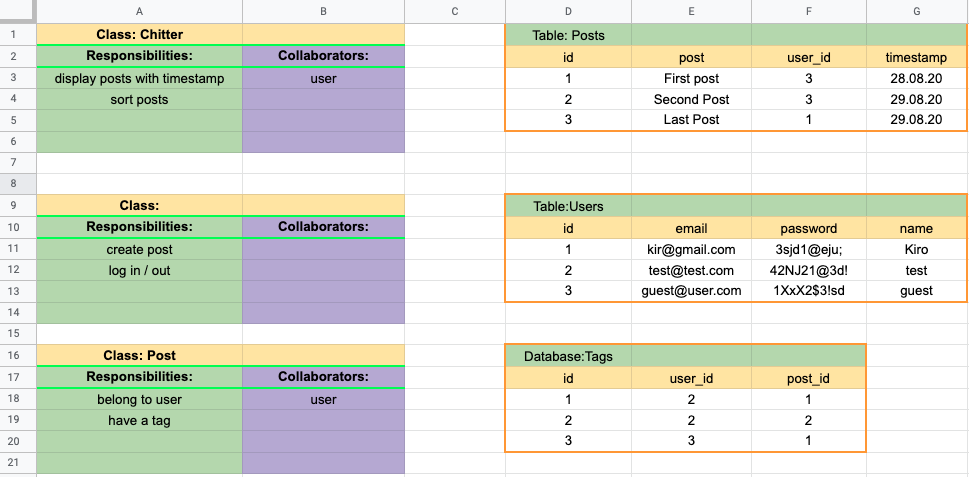 A B C D E F G
1 Class: Chitter Table: Posts
2 Responsibilities: Collaborators: id post user_id timestamp
3 display posts with timestamp user 1 First post 3 28.08.20
4 sort posts 2 Second Post 3 29.08.20
5 3 Last Post 1 29.08.20
6
7
8
9 Class: Table:Users
10 Responsibilities: Collaborators: id email password name
11 create post 1 kir@gmail.com 3sjd1@eju; Kiro
12 log in / out 2 test@test.com 42NJ21@3d! test
13 3 guest@user.com 1XxX2$3!sd guest
14
15
16 Class: Post Database:Tags
17 Responsibilities: Collaborators: id user_id post_id
18 belong to user user 1 2 1
19 have a tag 2 2 2
20 3 3 1
21